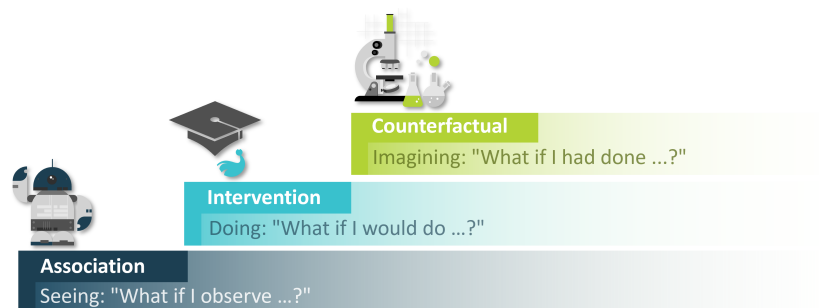 Counterfactual
Imagining: "What if I had done ...?"
Intervention
Doing: "What if I would do ...?"
Association
Seeing: "What if I observe ...?"